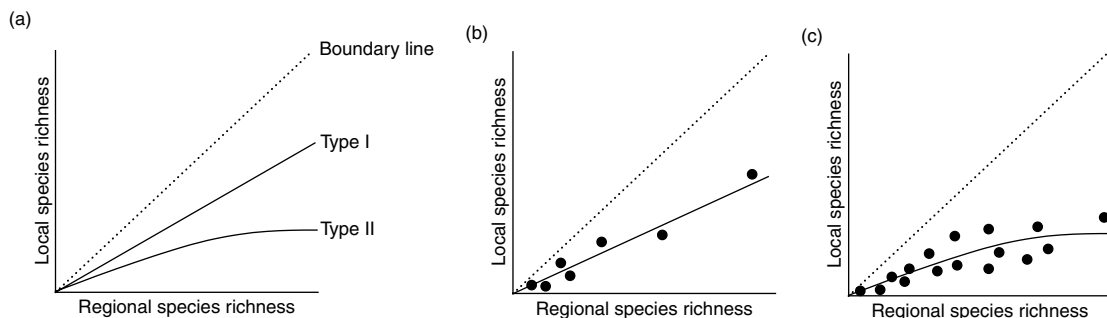 (a)
Boundary line
Type I
Type II
Local species richness
Regional species richness
(b)
Local species richness
Regional species richness
(c)
Local species richness
Regional species richness